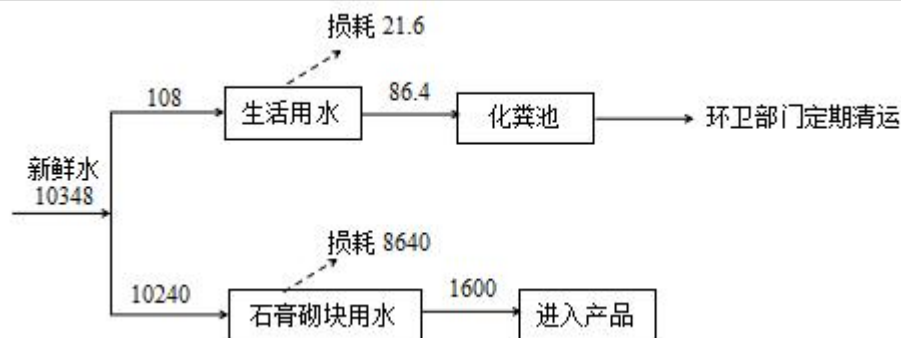 损耗 21.6
108
生活用水
86.4
化粪池
环卫部门定期清运
新鲜水
10348
损耗 8640
10240
石膏砌块用水
1600
进入产品